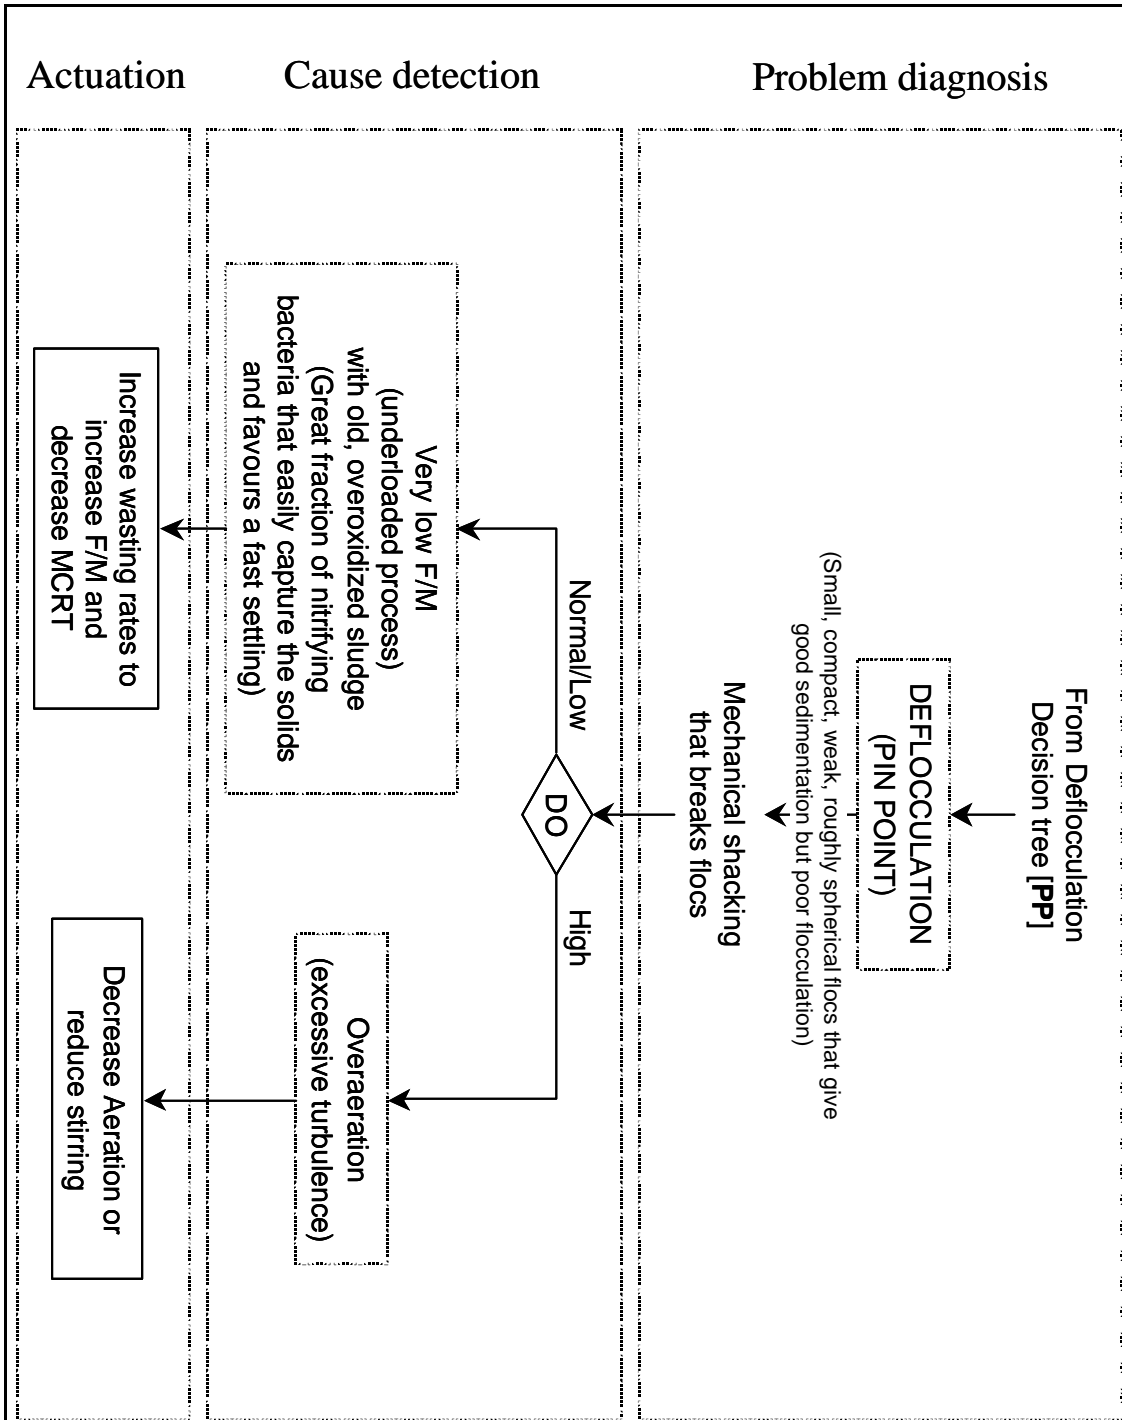 Actuation
Cause detection
Problem diagnosis
From Deflocculation
Decision tree [PP]
DEFLOCCULATION
(PIN POINT)
(Small, compact, weak, roughly spherical flocs that give
good sedimentation but poor flocculation)
Mechanical shacking
that breaks flocs
DO
Normal/Low
High
Very low F/M
(underloaded process)
with old, overoxidized sludge
(Great fraction of nitrifying
bacteria that easily capture the solids
and favours a fast settling)
Overaeration
(excessive turbulence)
Increase wasting rates to
increase F/M and
decrease MCRT
Decrease Aeration or
reduce stirring